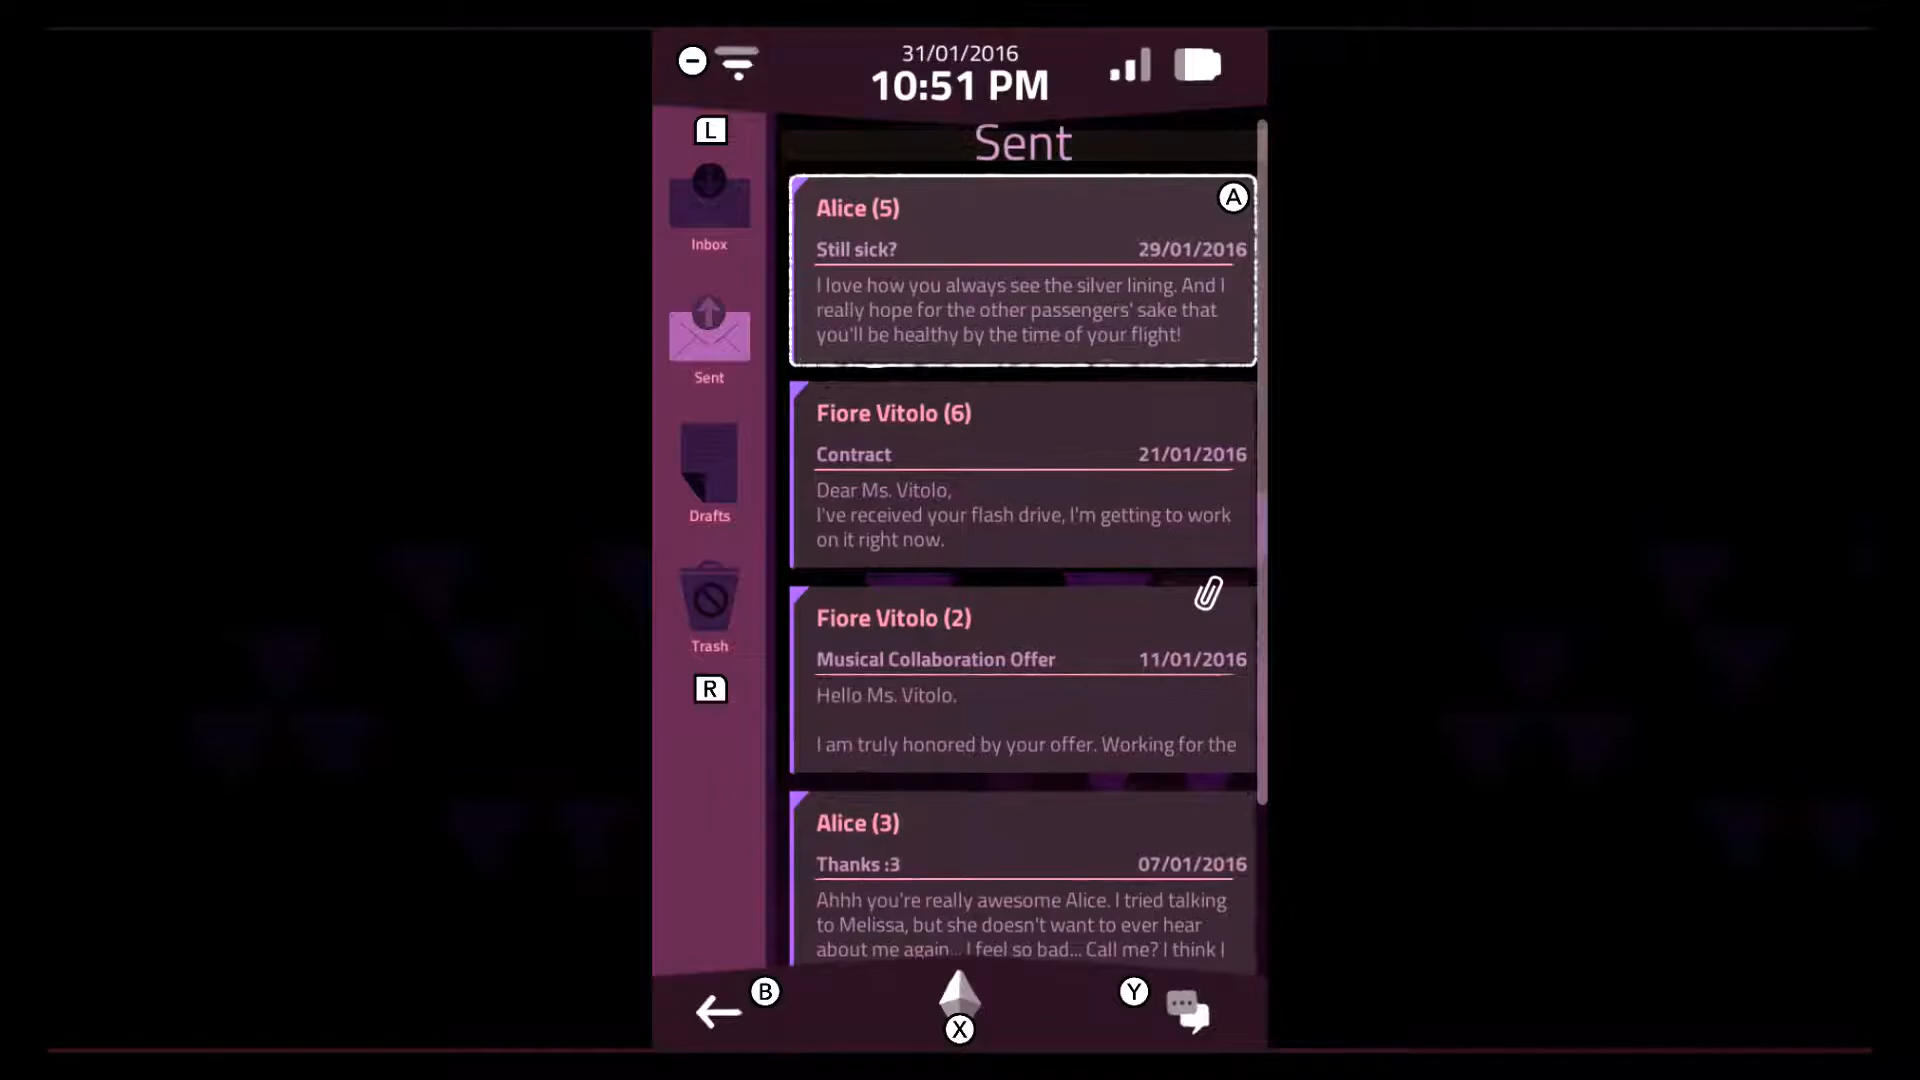 31/01/2016
10:51 PM
L
Inbox
Sent
Drafts
Trash
R
Sent
A
Alice (5)
Still sick? 29/01/2016
I love how you always see the silver lining. And I
really hope for the other passengers' sake that
you'll be healthy by the time of your flight!
Fiore Vitolo (6)
Contract 21/01/2016
Dear Ms. Vitolo,
I've received your flash drive, I'm getting to work
on it right now.
Fiore Vitolo (2)
Musical Collaboration Offer 11/01/2016
Hello Ms. Vitolo.
I am truly honored by your offer. Working for the
Alice (3)
Thanks :3 07/01/2016
Ahhh you're really awesome Alice. I tried talking
to Melissa, but she doesn't want to ever hear
about me again... I feel so bad... Call me? I think I
B
X
Y